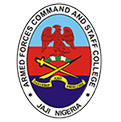 ARMED FORCES COMMAND AND STAFF COLLEGE
JAJI NIGERIA